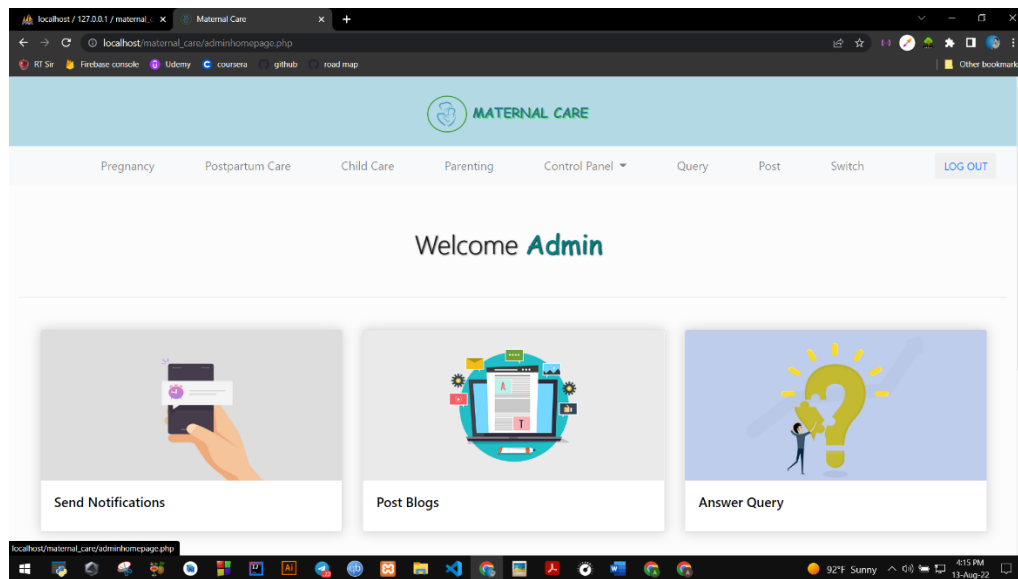 localhost / 127.0.0.1 / maternal_c
Maternal Care
localhost/maternal_care/adminhomepage.php
RT Sir
Firebase console
Udemy
coursera
github
road map
Other bookmark
MATERNAL CARE
Pregnancy
Postpartum Care
Child Care
Parenting
Control Panel
Query
Post
Switch
LOG OUT
Welcome Admin
A
T
Send Notifications
Post Blogs
Answer Query
localhost/maternal_care/adminhomepage.php
92°F Sunny
4:15 PM
13-Aug-22